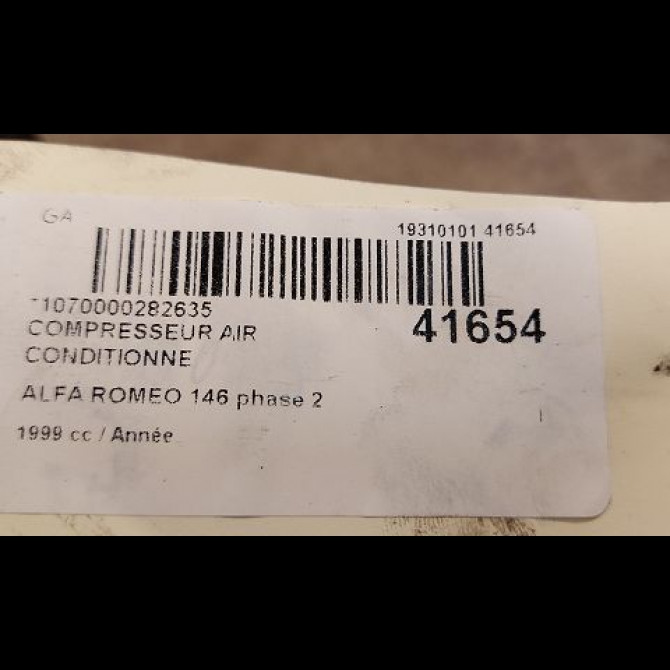 GA
19310101 41654
-1070000282635
41654
COMPRESSEUR AIR
CONDITIONNE
ALFA ROMEO 146 phase 2
1999 cc / Année